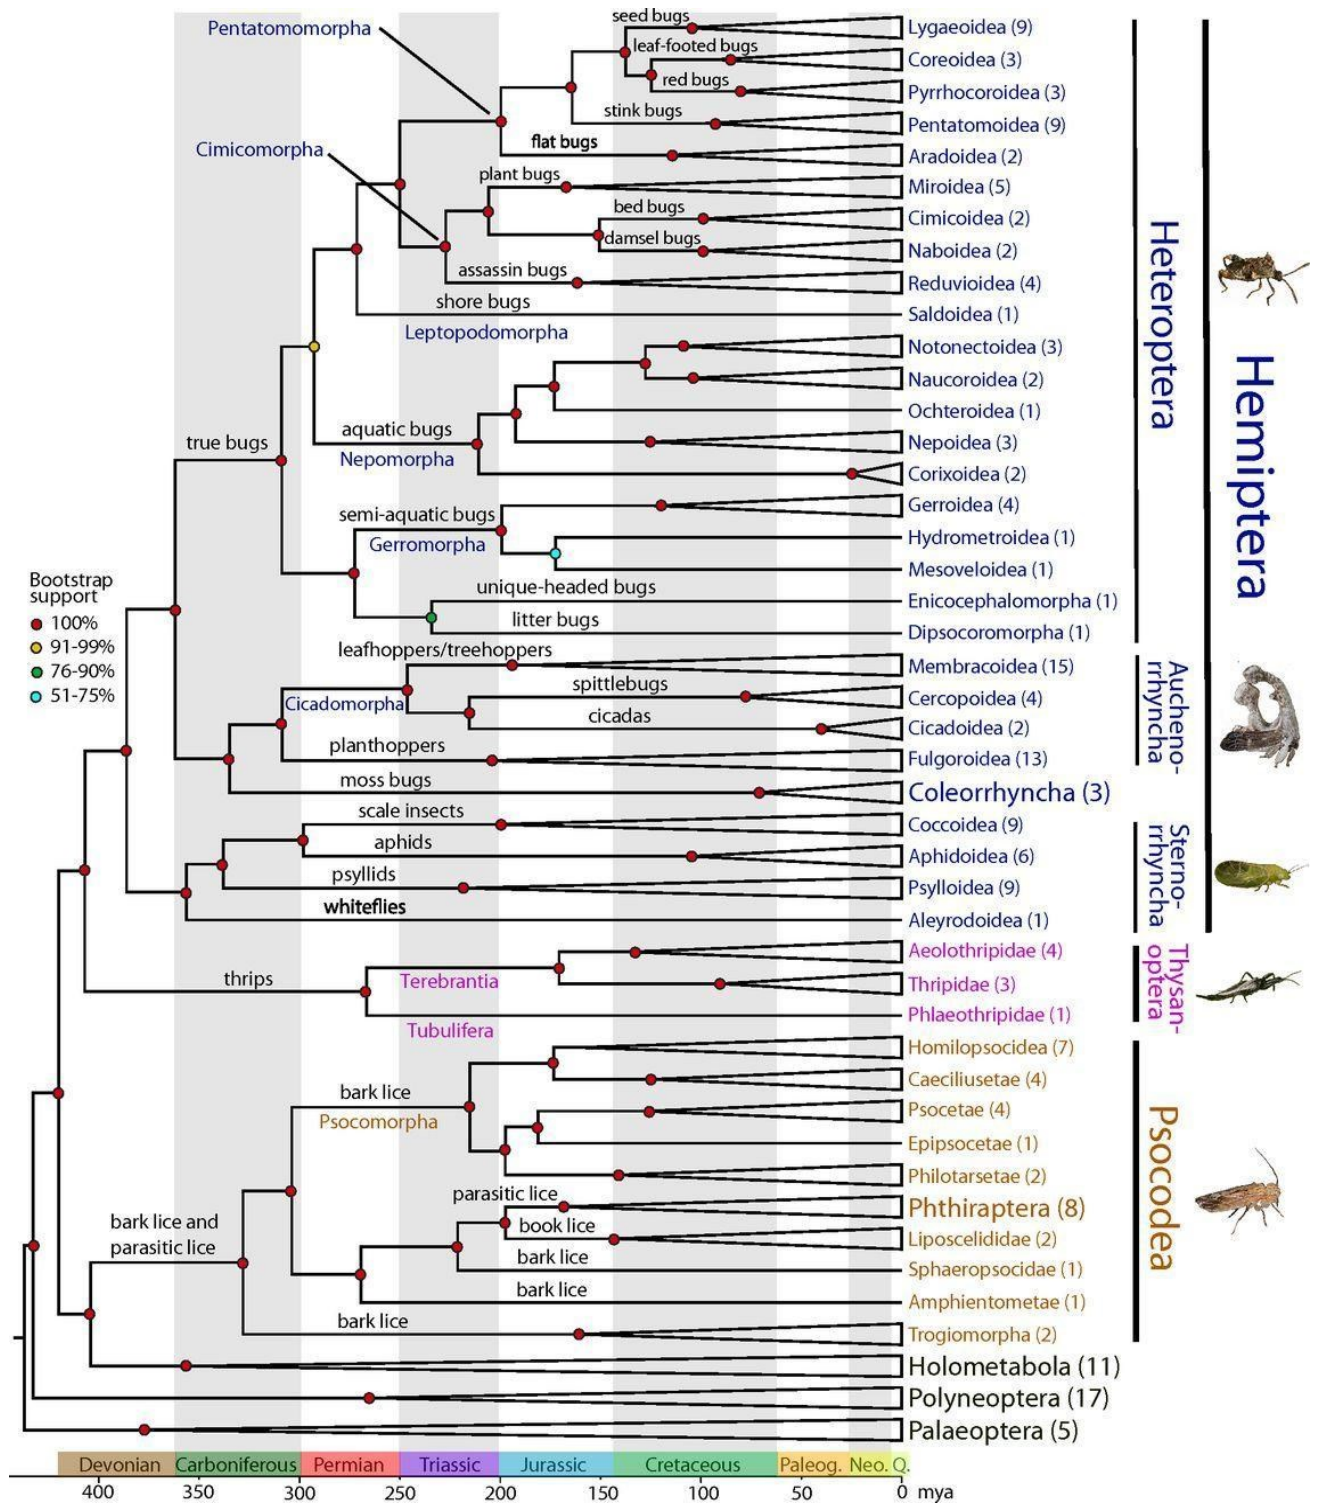 seed bugs
Lygaeoidea (9)
Pentatomomorpha
leaf-footed bugs
Coreoidea (3)
red bugs
Pyrrhocoroidea (3)
stink bugs
Pentatomoidea (9)
flat bugs
Cimicomorpha
Aradoidea (2)
plant bugs
Miroidea (5)
bed bugs
Cimicoidea (2)
damsel bugs
Naboidea (2)
assassin bugs
Reduvioidea (4)
shore bugs
Saldoidea (1)
Leptopodomorpha
Notonectoidea (3)
Naucoroidea (2)
Ochteroidea (1)
aquatic bugs
true bugs
Nepoidea (3)
Nepomorpha
Corixoidea (2)
Gerroidea (4)
semi-aquatic bugs
Gerromorpha
Hydrometroidea (1)
Mesoveloidea (1)
unique-headed bugs
Enicocephalomorpha (1)
litter bugs
Dipsocoromorpha (1)
Heteroptera
Hemiptera
Bootstrap
support
100%
91-99%
76-90%
51-75%
leafhoppers/treehoppers
Membracoidea (15)
spittlebugs
Cercopoidea (4)
Cicadomorpha
cicadas
Cicadoidea (2)
planthoppers
Fulgoroidea (13)
Aucheno-
rrhyncha
moss bugs
Coleorrhyncha (3)
scale insects
Coccoidea (9)
aphids
Aphidoidea (6)
psyllids
Psylloidea (9)
whiteflies
Aleyrodoidea (1)
Sterno-
rrhyncha
Aeolothripidae (4)
thrips
Terebrantia
Thripidae (3)
Phlaeothripidae (1)
Tubulifera
Thysan-
optera
Homilopsocidea (7)
Caeciliusetae (4)
bark lice
Psocomorpha
Psocetae (4)
Epipsocetae (1)
Philotarsetae (2)
parasitic lice
Phthiraptera (8)
bark lice and
parasitic lice
book lice
Liposcelididae (2)
bark lice
Sphaeropsocidae (1)
bark lice
Amphientometae (1)
bark lice
Trogiomorpha (2)
Psocodea
Holometabola (11)
Polyneoptera (17)
Palaeoptera (5)
Devonian Carboniferous Permian Triassic Jurassic Cretaceous Paleog. Neo. Q.
400 350 300 250 200 150 100 50 0 mya